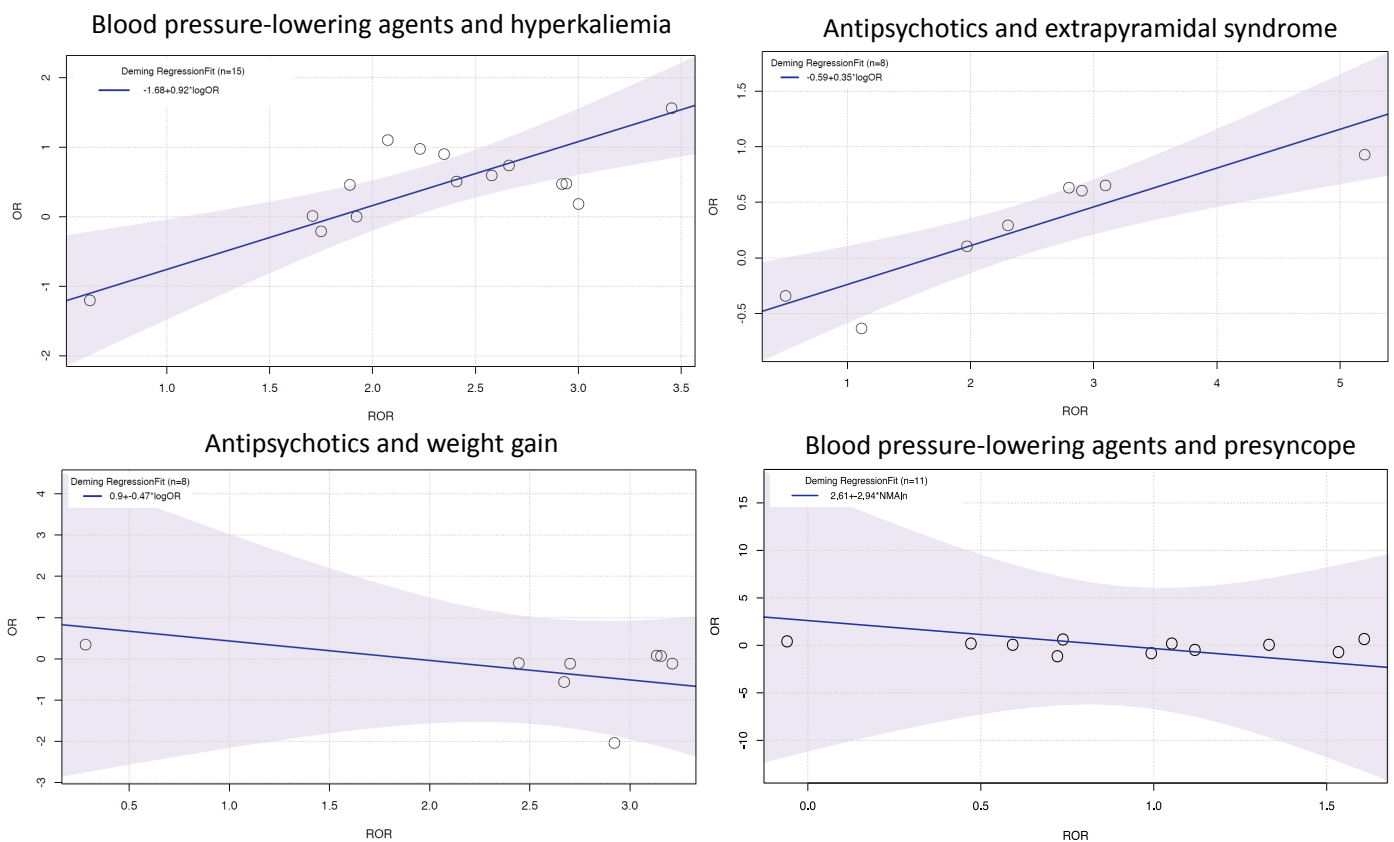 Blood pressure-lowering agents and hyperkaliemia
Deming RegressionFit (n=15)
-1.68+0.92*logOR
2
1
0
-1
-2
OR
1.0 1.5 2.0 2.5 3.0 3.5
ROR
Antipsychotics and extrapyramidal syndrome
Deming RegressionFit (n=8)
-0.59+0.35*logOR
1.5
1.0
0.5
0.0
-0.5
OR
1 2 3 4 5
ROR
Antipsychotics and weight gain
Deming RegressionFit (n=8)
0.9+-0.47*logOR
4
3
2
1
0
-1
-2
-3
OR
0.5 1.0 1.5 2.0 2.5 3.0
ROR
Blood pressure-lowering agents and presyncope
Deming RegressionFit (n=11)
2,61+-2,94*NMAln
15
10
5
0
-5
-10
OR
0.0 0.5 1.0 1.5
ROR